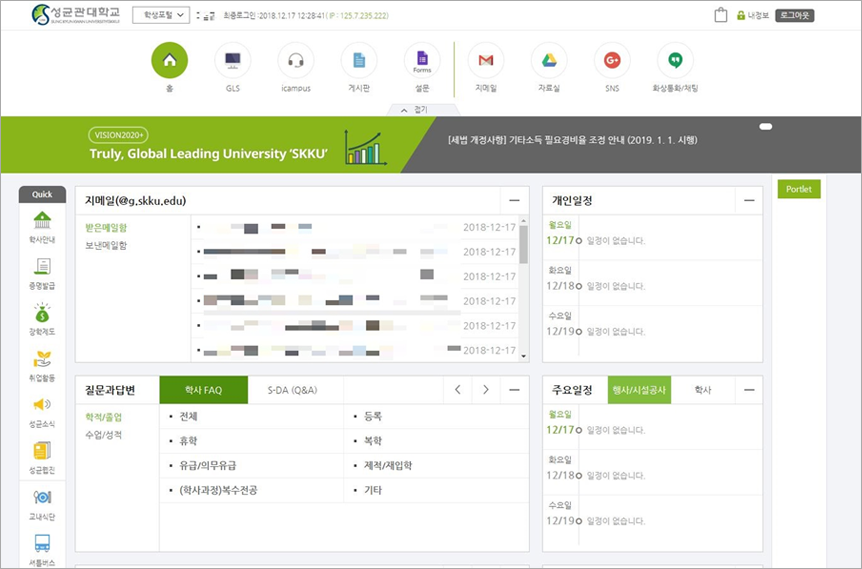 성균관대학교
학생포털
최종로그인 :2018.12.17 12:28:41 ( IP : 125.7.235.222)
내정보
로그아웃
홈
GLS
icampus
게시판
Forms
설문
지메일
자료실
SNS
화상통화/채팅
접기
VISION2020+
Truly, Global Leading University ‘SKKU’
[세법 개정사항] 기타소득 필요경비율 조정 안내 (2019. 1. 1. 시행)
Quick
학사안내
증명발급
장학제도
취업활동
성균소식
성균웹진
교내식단
셔틀버스
지메일(@g.skku.edu)
받은메일함
보낸메일함
2018-12-17
2018-12-17
2018-12-17
2018-12-17
2018-12-17
2018-12-17
개인일정
월요일
12/17 일정이 없습니다.
화요일
12/18 일정이 없습니다.
수요일
12/19 일정이 없습니다.
Portlet
질문과답변
학사 FAQ
S-DA (Q&A)
학적/졸업
수업/성적
전체
등록
휴학
복학
유급/의무유급
제적/재입학
(학사과정)복수전공
기타
주요일정
행사/시설공사
학사
월요일
12/17 일정이 없습니다.
화요일
12/18 일정이 없습니다.
수요일
12/19 일정이 없습니다.